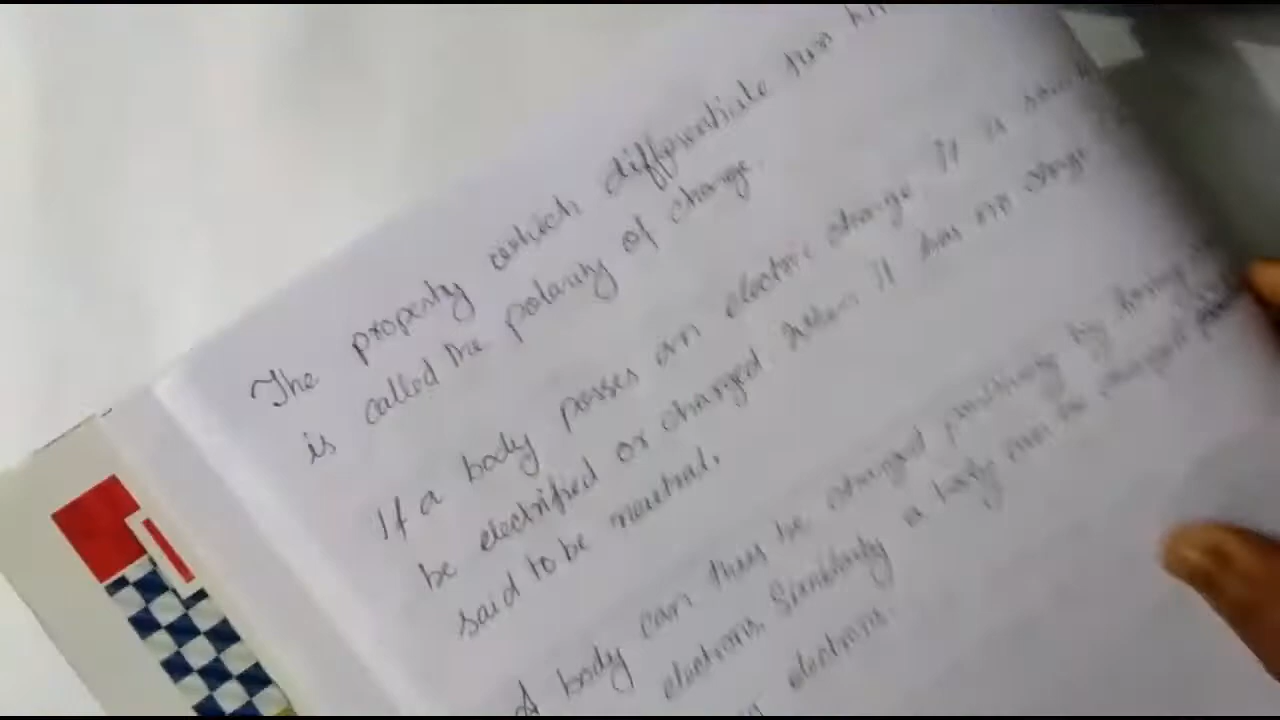 The property which differentiate two
is called the polarity of charge.
If a body posses an electric charge, it is
be electrified or charged. When it has no charge
said to be neutral.
A body can thus be charged positively by losing
electrons. Similarly a body can be charged
electrons.